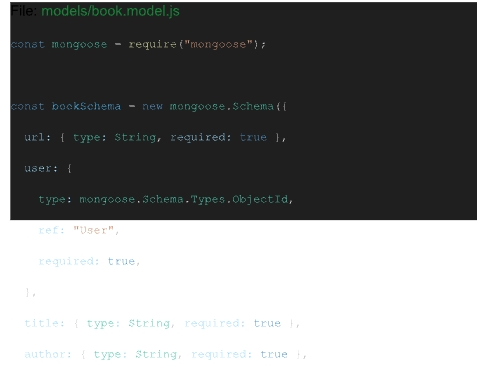 File: models/book.model.js
const mongoose = require("mongoose");
const bookSchema = new mongoose.Schema({
url: { type: String, required: true },
user: {
type: mongoose.Schema.Types.ObjectId,
ref: "User",
required: true,
},
title: { type: String, required: true },
author: { type: String, required: true },